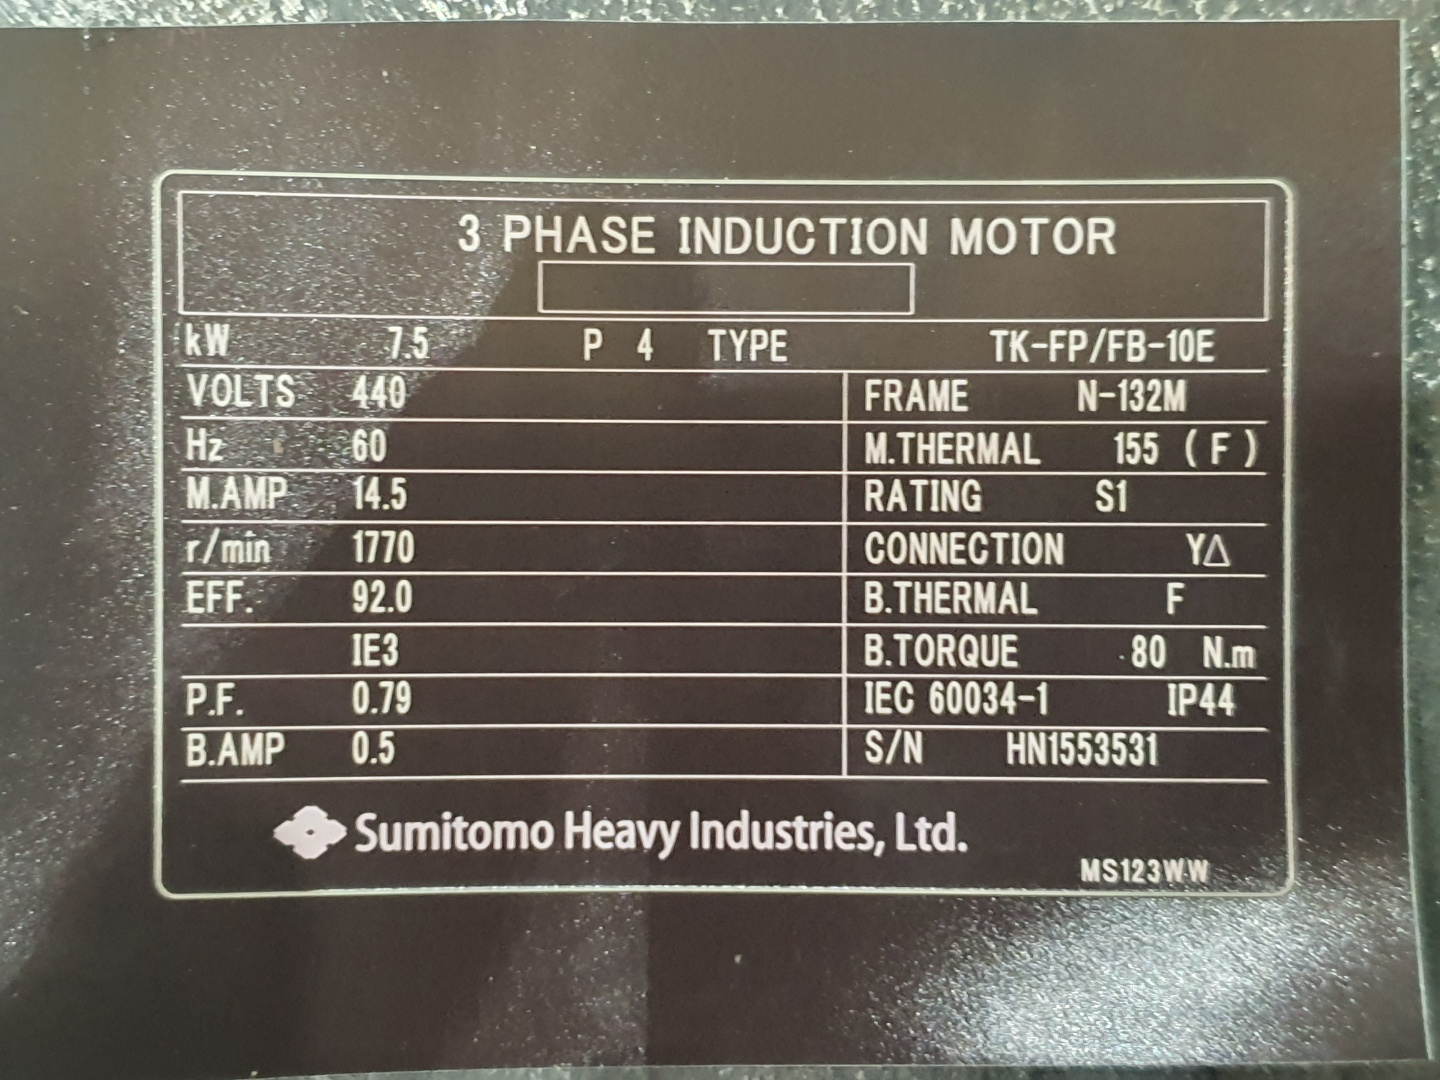 3 PHASE INDUCTION MOTOR
kW 7.5 P 4 TYPE TK-FP/FB-10E
VOLTS 440 FRAME N-132M
Hz 60 M.THERMAL 155 (F)
M.AMP 14.5 RATING S1
r/min 1770 CONNECTION Y△
EFF. 92.0 B.THERMAL F
IE3 B.TORQUE 80 N.m
P.F. 0.79 IEC 60034-1 IP44
B.AMP 0.5 S/N HN1553531
Sumitomo Heavy Industries, Ltd.
MS123WW